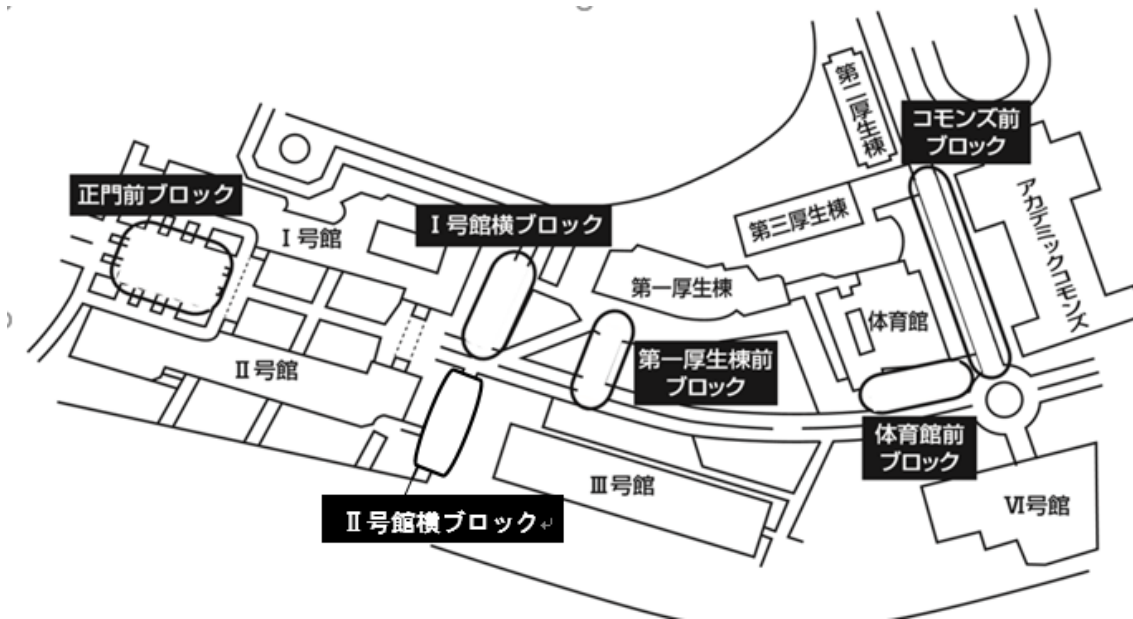 第二厚生棟
コモンズ前
ブロック
正門前ブロック
Ⅰ号館横ブロック
アカデミックコモンズ
Ⅰ号館
第三厚生棟
第一厚生棟
体育館
Ⅱ号館
第一厚生棟前
ブロック
体育館前
ブロック
Ⅲ号館
Ⅵ号館
Ⅱ号館横ブロック↵